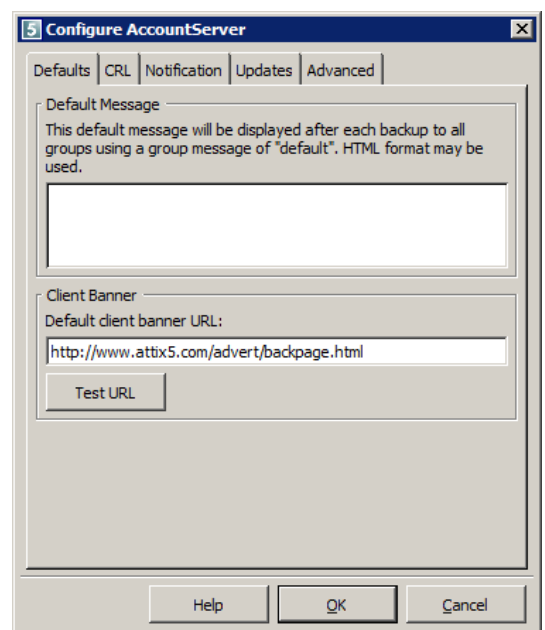 5 Configure AccountServer
Defaults CRL Notification Updates Advanced
Default Message
This default message will be displayed after each backup to all
groups using a group message of "default". HTML format may be
used.
Client Banner
Default client banner URL:
http://www.attix5.com/advert/backpage.html
Test URL
Help OK Cancel